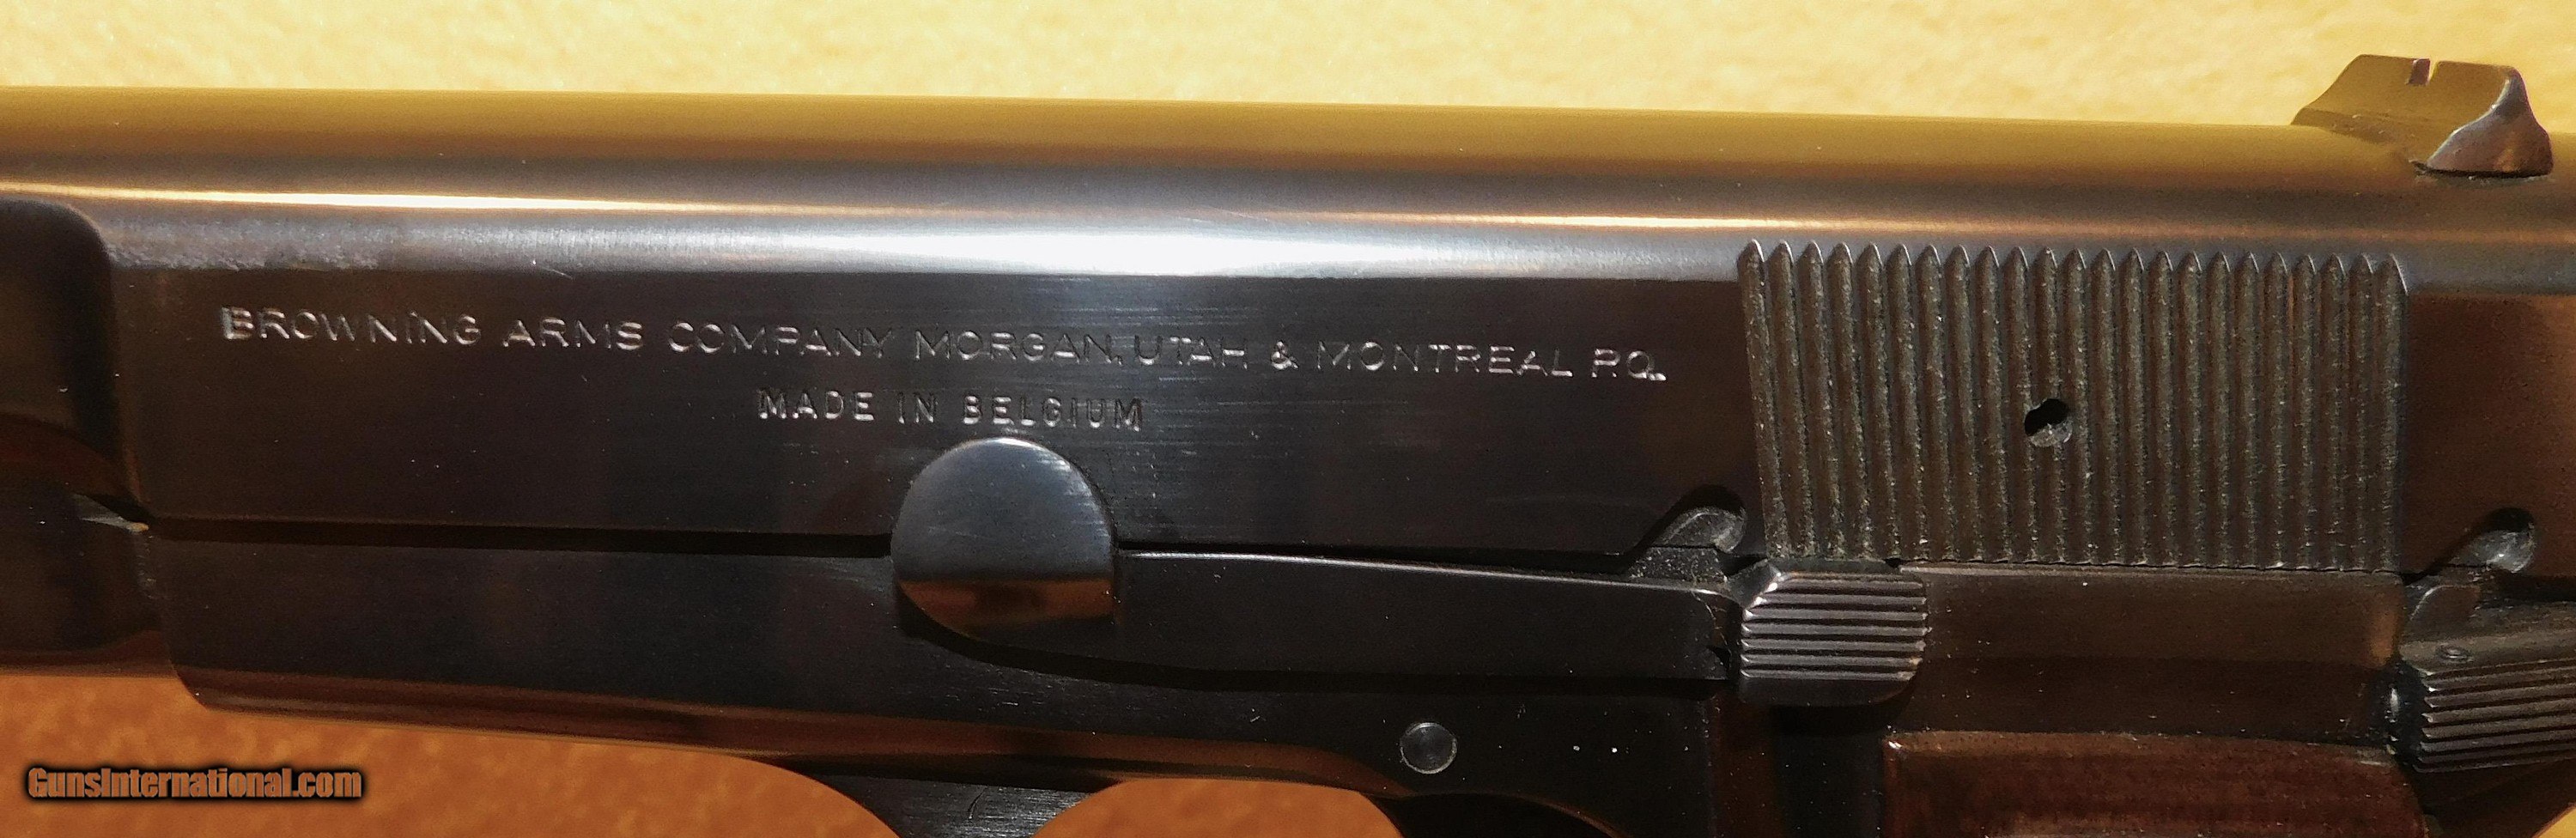 BROWNING ARMS COMPANY MORGAN, UTAH & MONTREAL P.Q.
MADE IN BELGIUM
GunsInternational.com